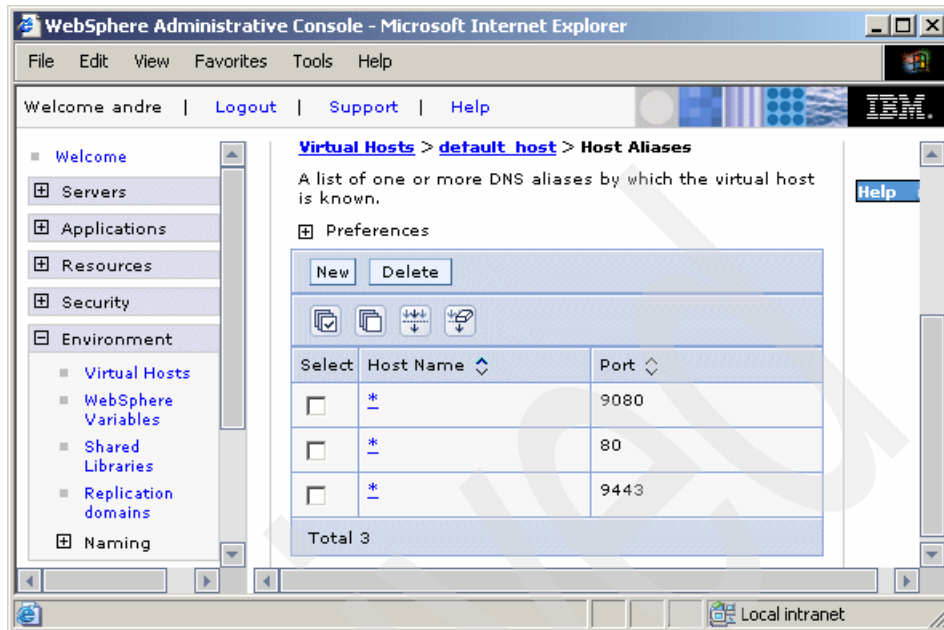 WebSphere Administrative Console - Microsoft Internet Explorer
File Edit View Favorites Tools Help
Welcome andre | Logout | Support | Help
IBM.
Welcome
Servers
Applications
Resources
Security
Environment
Virtual Hosts
WebSphere
Variables
Shared
Libraries
Replication
domains
Naming
Virtual Hosts > default_host > Host Aliases
A list of one or more DNS aliases by which the virtual host
is known.
Preferences
New Delete
Select Host Name Port
* 9080
* 80
* 9443
Total 3
Help
Local intranet